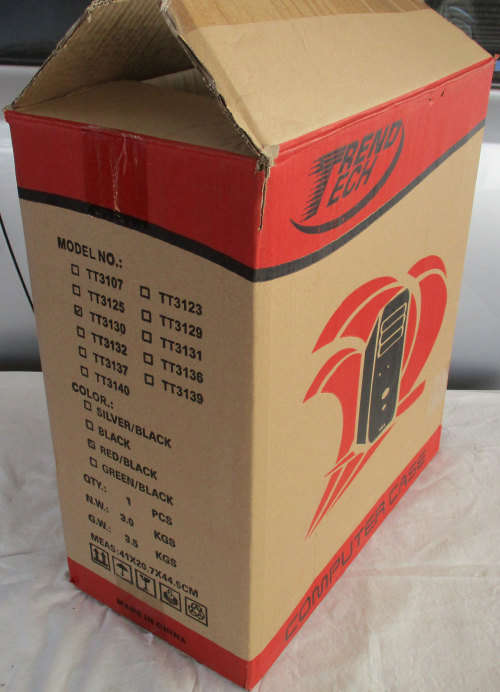 TREND
TECH
MODEL NO.:
TT3107
TT3125
TT3130
TT3132
TT3137
TT3140
TT3123
TT3129
TT3131
TT3136
TT3139
COLOR.:
SILVER/BLACK
BLACK
RED/BLACK
GREEN/BLACK
QTY.: 1 PCS
N.W.: 3.0 KGS
G.W.: 3.5 KGS
MEAS:41X20.7X44.5CM
MADE IN CHINA
COMPUTER CASE